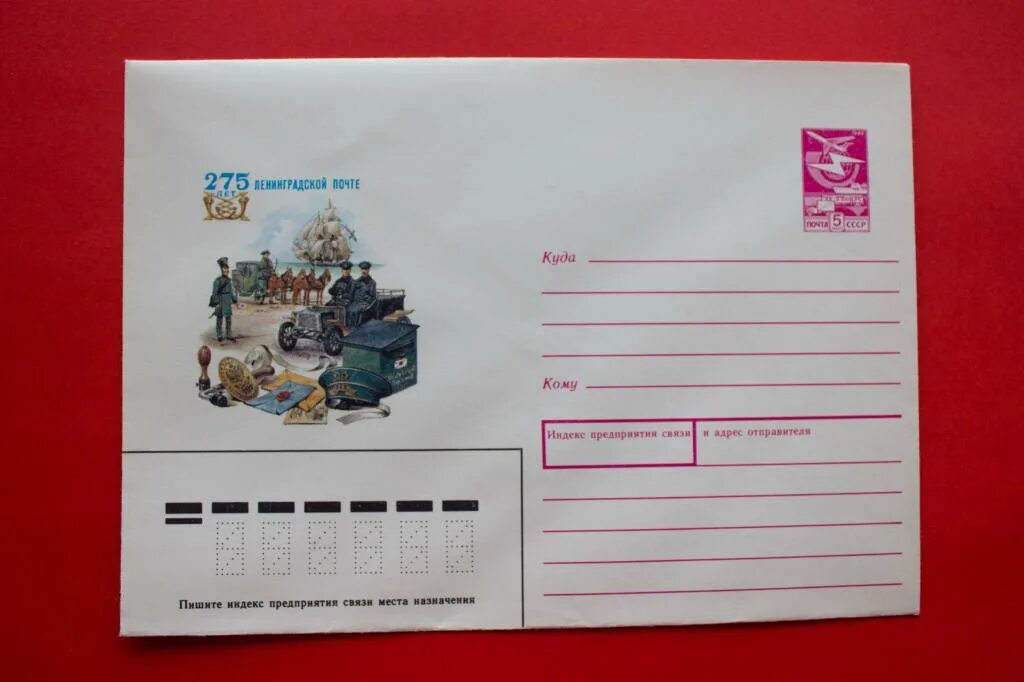 275 ЛЕНИНГРАДСКОЙ ПОЧТЕ
ЛЕТ
ПОЧТА 5 СССР
Куда
Кому
Индекс предприятия связи и адрес отправителя
Пишите индекс предприятия связи места назначения